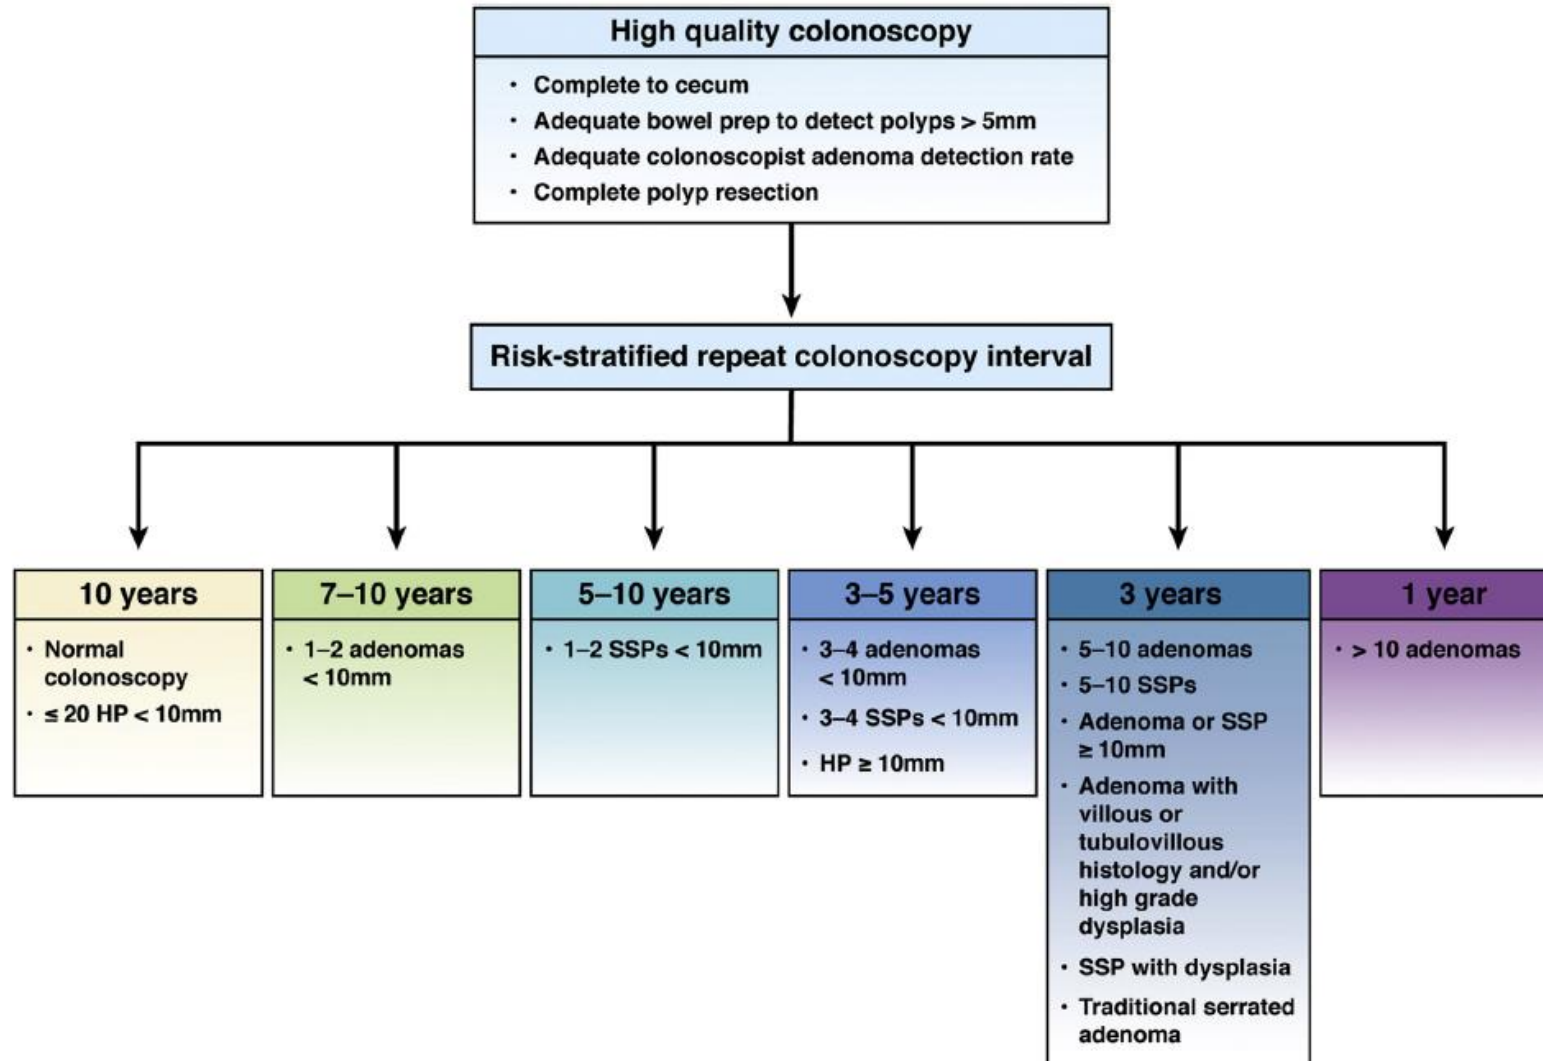 High quality colonoscopy
· Complete to cecum
· Adequate bowel prep to detect polyps > 5mm
· Adequate colonoscopist adenoma detection rate
· Complete polyp resection
Risk-stratified repeat colonoscopy interval
10 years
· Normal
colonoscopy
· ≤ 20 HP < 10mm
7–10 years
· 1–2 adenomas
< 10mm
5–10 years
· 1–2 SSPs < 10mm
3–5 years
· 3–4 adenomas
< 10mm
· 3–4 SSPs < 10mm
· HP ≥ 10mm
3 years
· 5–10 adenomas
· 5–10 SSPs
· Adenoma or SSP
≥ 10mm
· Adenoma with
villous or
tubulovillous
histology and/or
high grade
dysplasia
· SSP with dysplasia
· Traditional serrated
adenoma
1 year
· > 10 adenomas